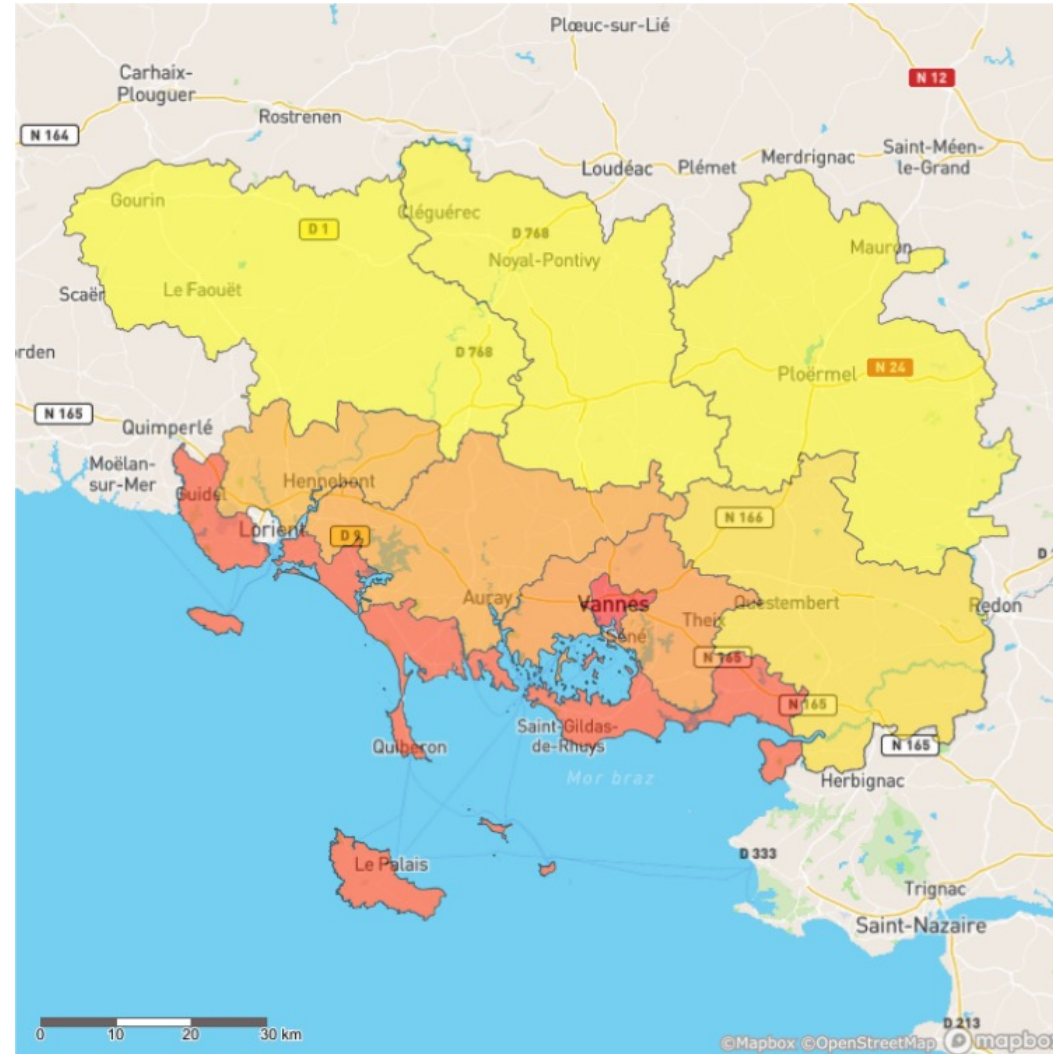 Plœuc-sur-Lié
Carhaix-
Plouguer
N 12
Rostrenen
N 164
Loudéac
Plémet
Merdrignac
Saint-Méen-
le-Grand
Gourin
Cléguérec
D 1
D 768
Mauron
Noyal-Pontivy
Scaër
Le Faouët
orden
D 768
Ploërmel
N 24
N 165
Quimperlé
Moëlan-
sur-Mer
Guidel
Hennebont
N 166
Lorient
D 9
Auray
Vannes
Questembert
Redon
Theix
Séné
N 165
N 165
Saint-Gildas-
de-Rhuys
Quiberon
N 165
Mor braz
Herbignac
Le Palais
D 333
Trignac
Saint-Nazaire
0 10 20 30 km
D 213
©Mapbox ©OpenStreetMap
mapbox